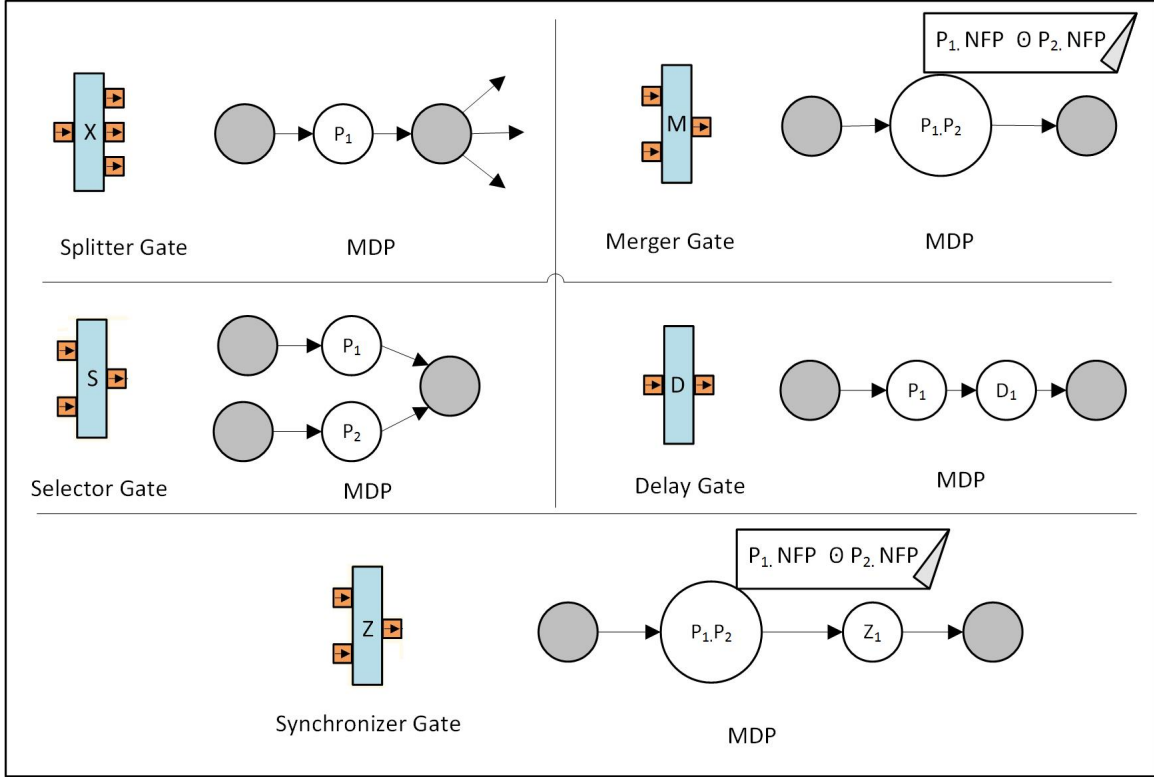 X
P₁
Splitter Gate
MDP
P₁. NFP ʘ P₂. NFP
M
P₁.P₂
Merger Gate
MDP
S
P₁
P₂
Selector Gate
MDP
D
P₁
D₁
Delay Gate
MDP
P₁. NFP ʘ P₂. NFP
Z
P₁.P₂
Z₁
Synchronizer Gate
MDP